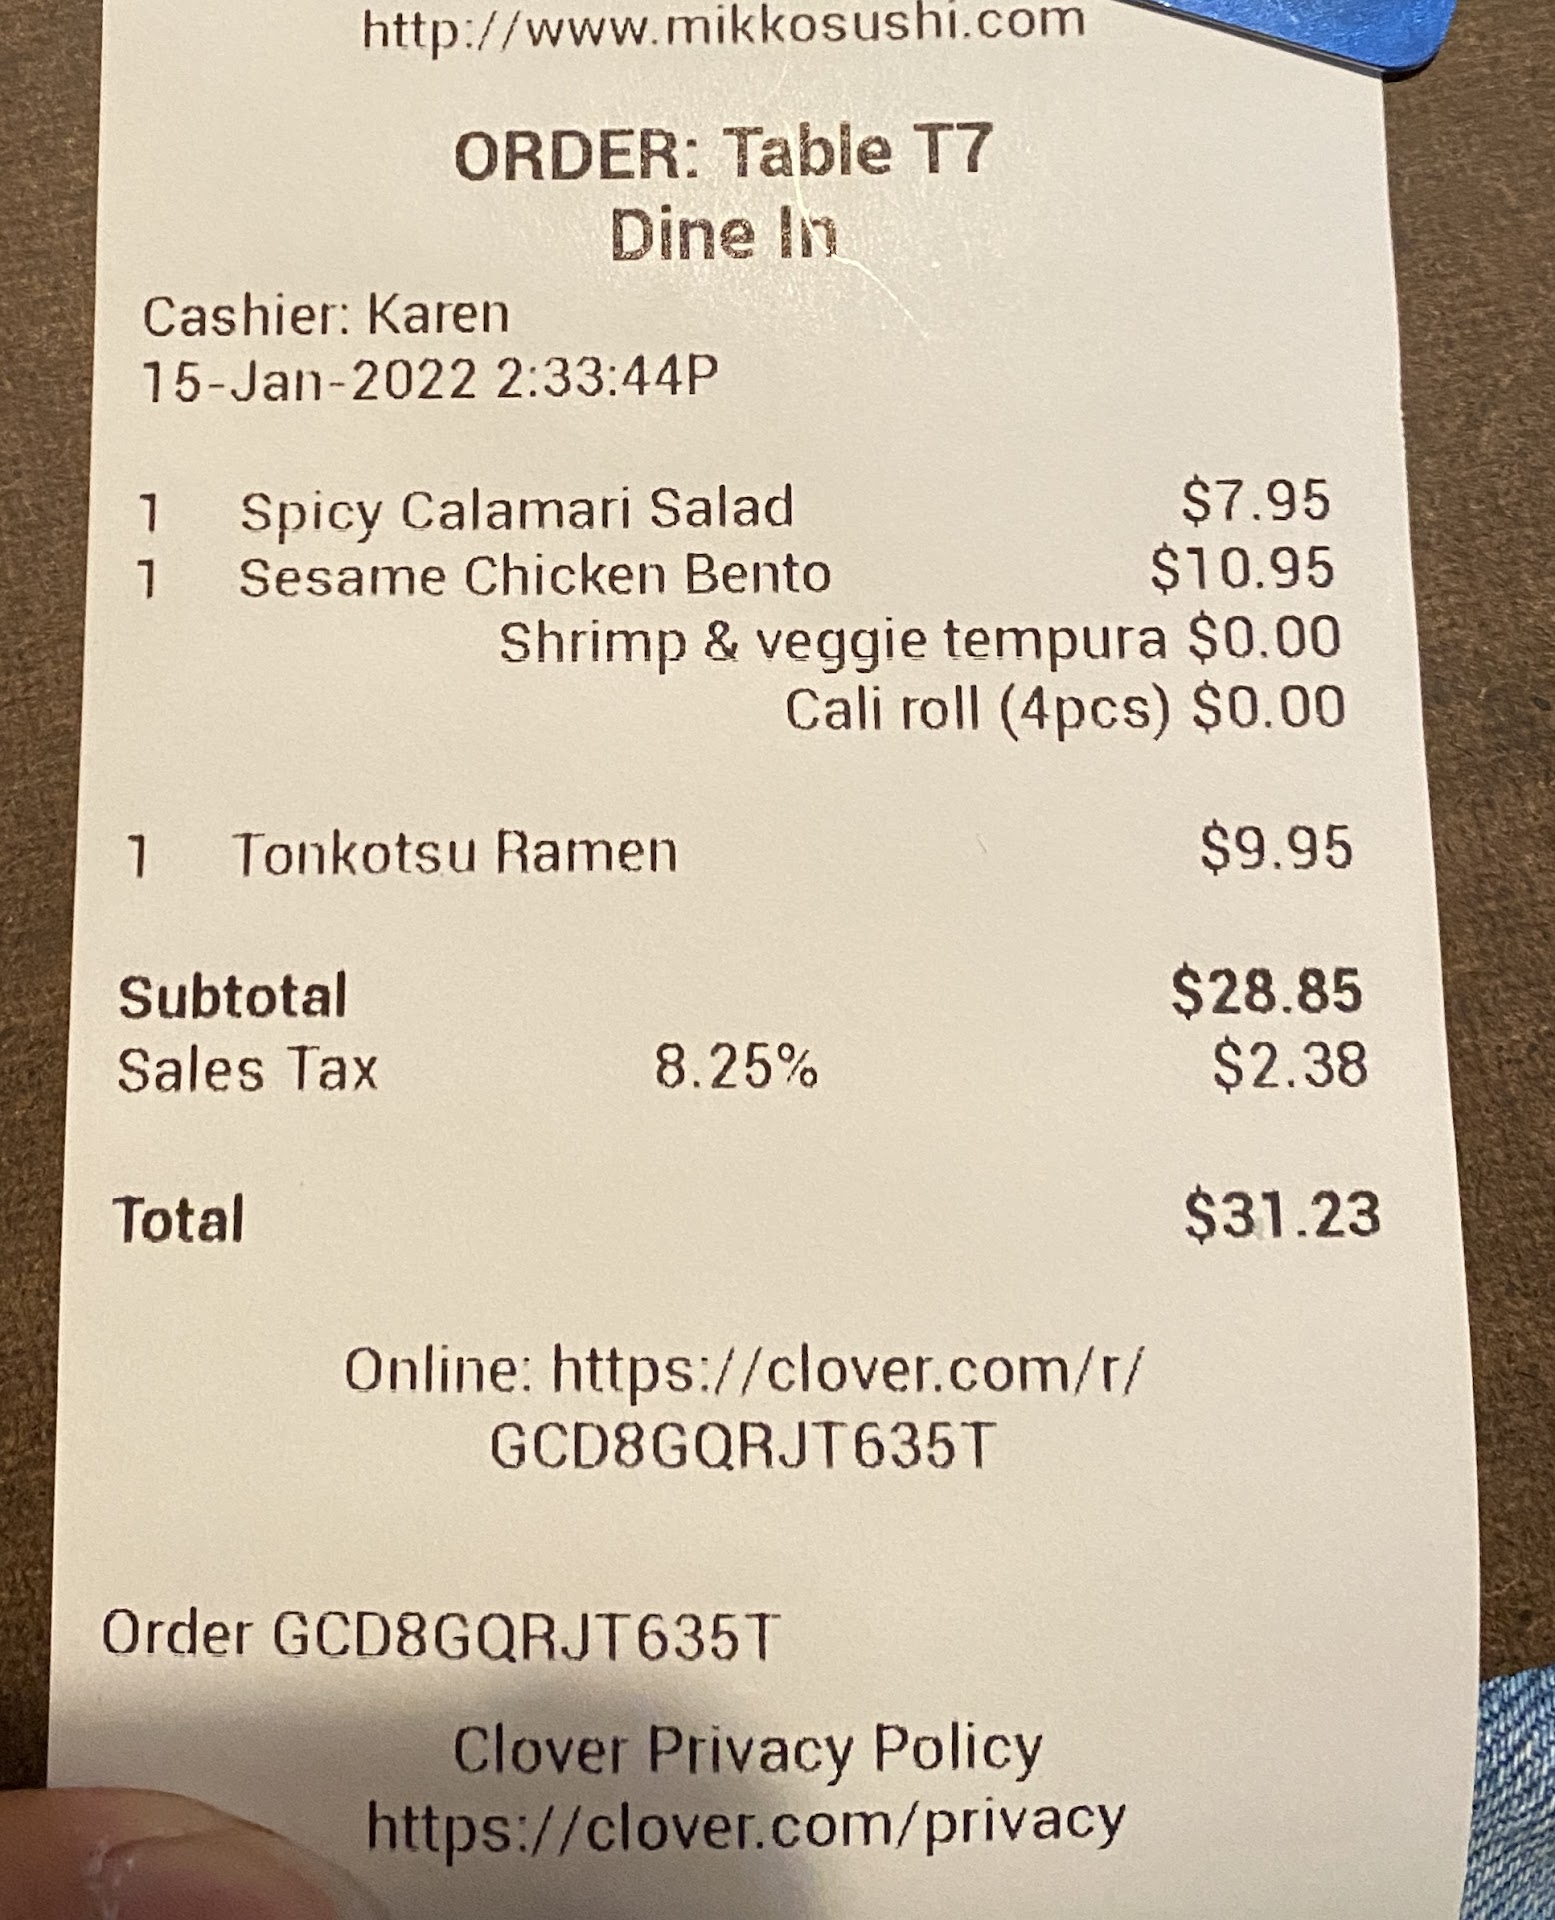 http://www.mikkosushi.com
ORDER: Table T7
Dine In
Cashier: Karen
15-Jan-2022 2:33:44P
1 Spicy Calamari Salad $7.95
1 Sesame Chicken Bento $10.95
Shrimp & veggie tempura $0.00
Cali roll (4pcs) $0.00
1 Tonkotsu Ramen $9.95
Subtotal $28.85
Sales Tax 8.25% $2.38
Total $31.23
Online: https://clover.com/r/
GCD8GQRJT635T
Order GCD8GQRJT635T
Clover Privacy Policy
https://clover.com/privacy